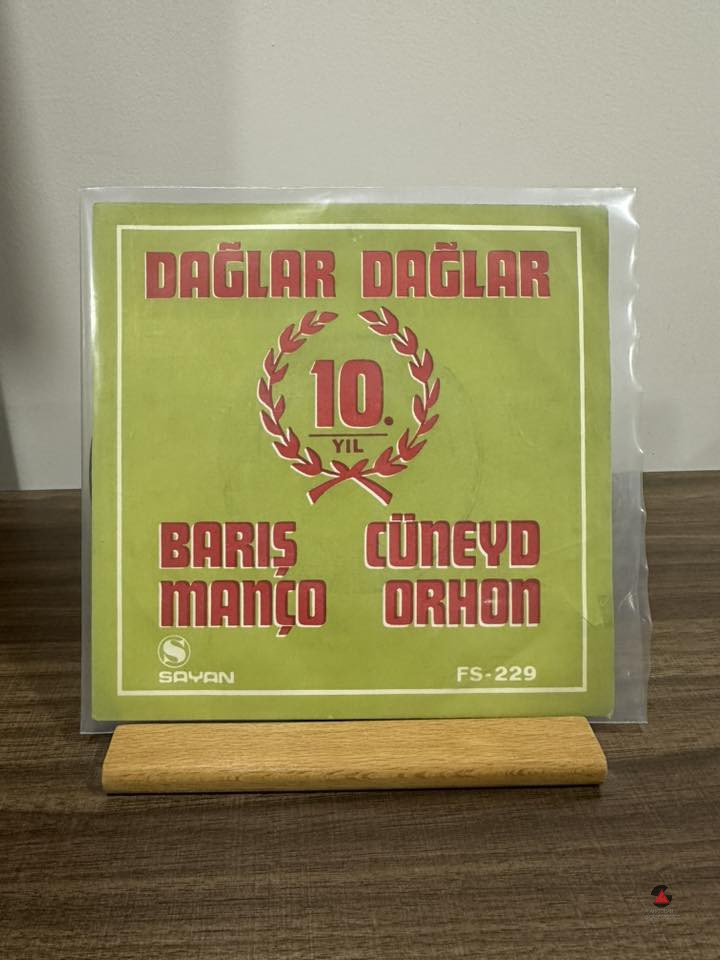 DAĞLAR DAĞLAR
10.
YIL
BARIŞ CÜNEYD
MANÇO ORHON
S
SAYAN FS-229